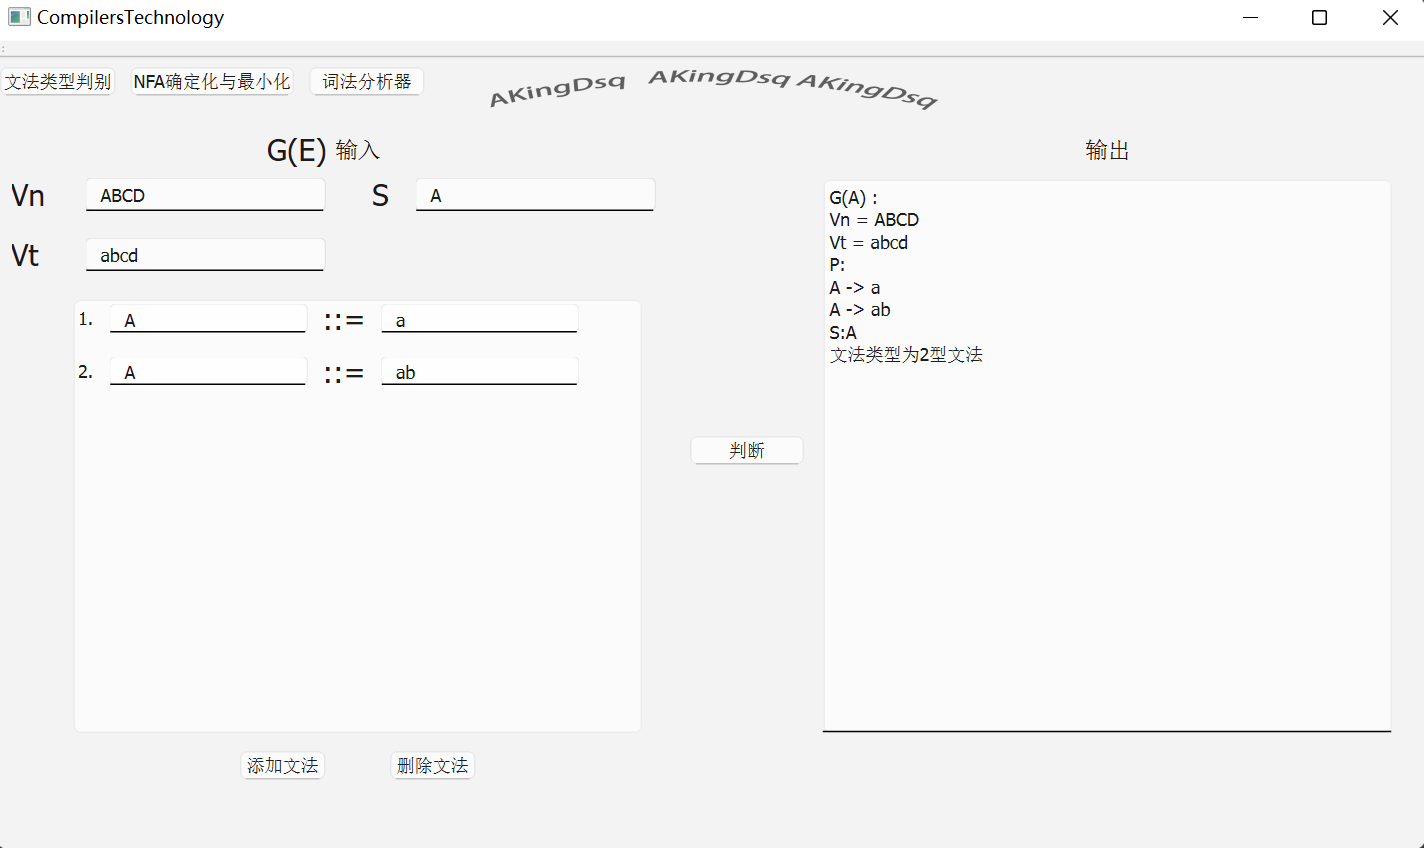 CompilersTechnology
文法类型判别 NFA确定化与最小化 词法分析器 AKingDsq AKingDsq AKingDsq
G(E) 输入
输出
Vn ABCD S A
Vt abcd
1. A ::= a
2. A ::= ab
判断
添加文法 删除文法
G(A) :
Vn = ABCD
Vt = abcd
P:
A -> a
A -> ab
S:A
文法类型为2型文法